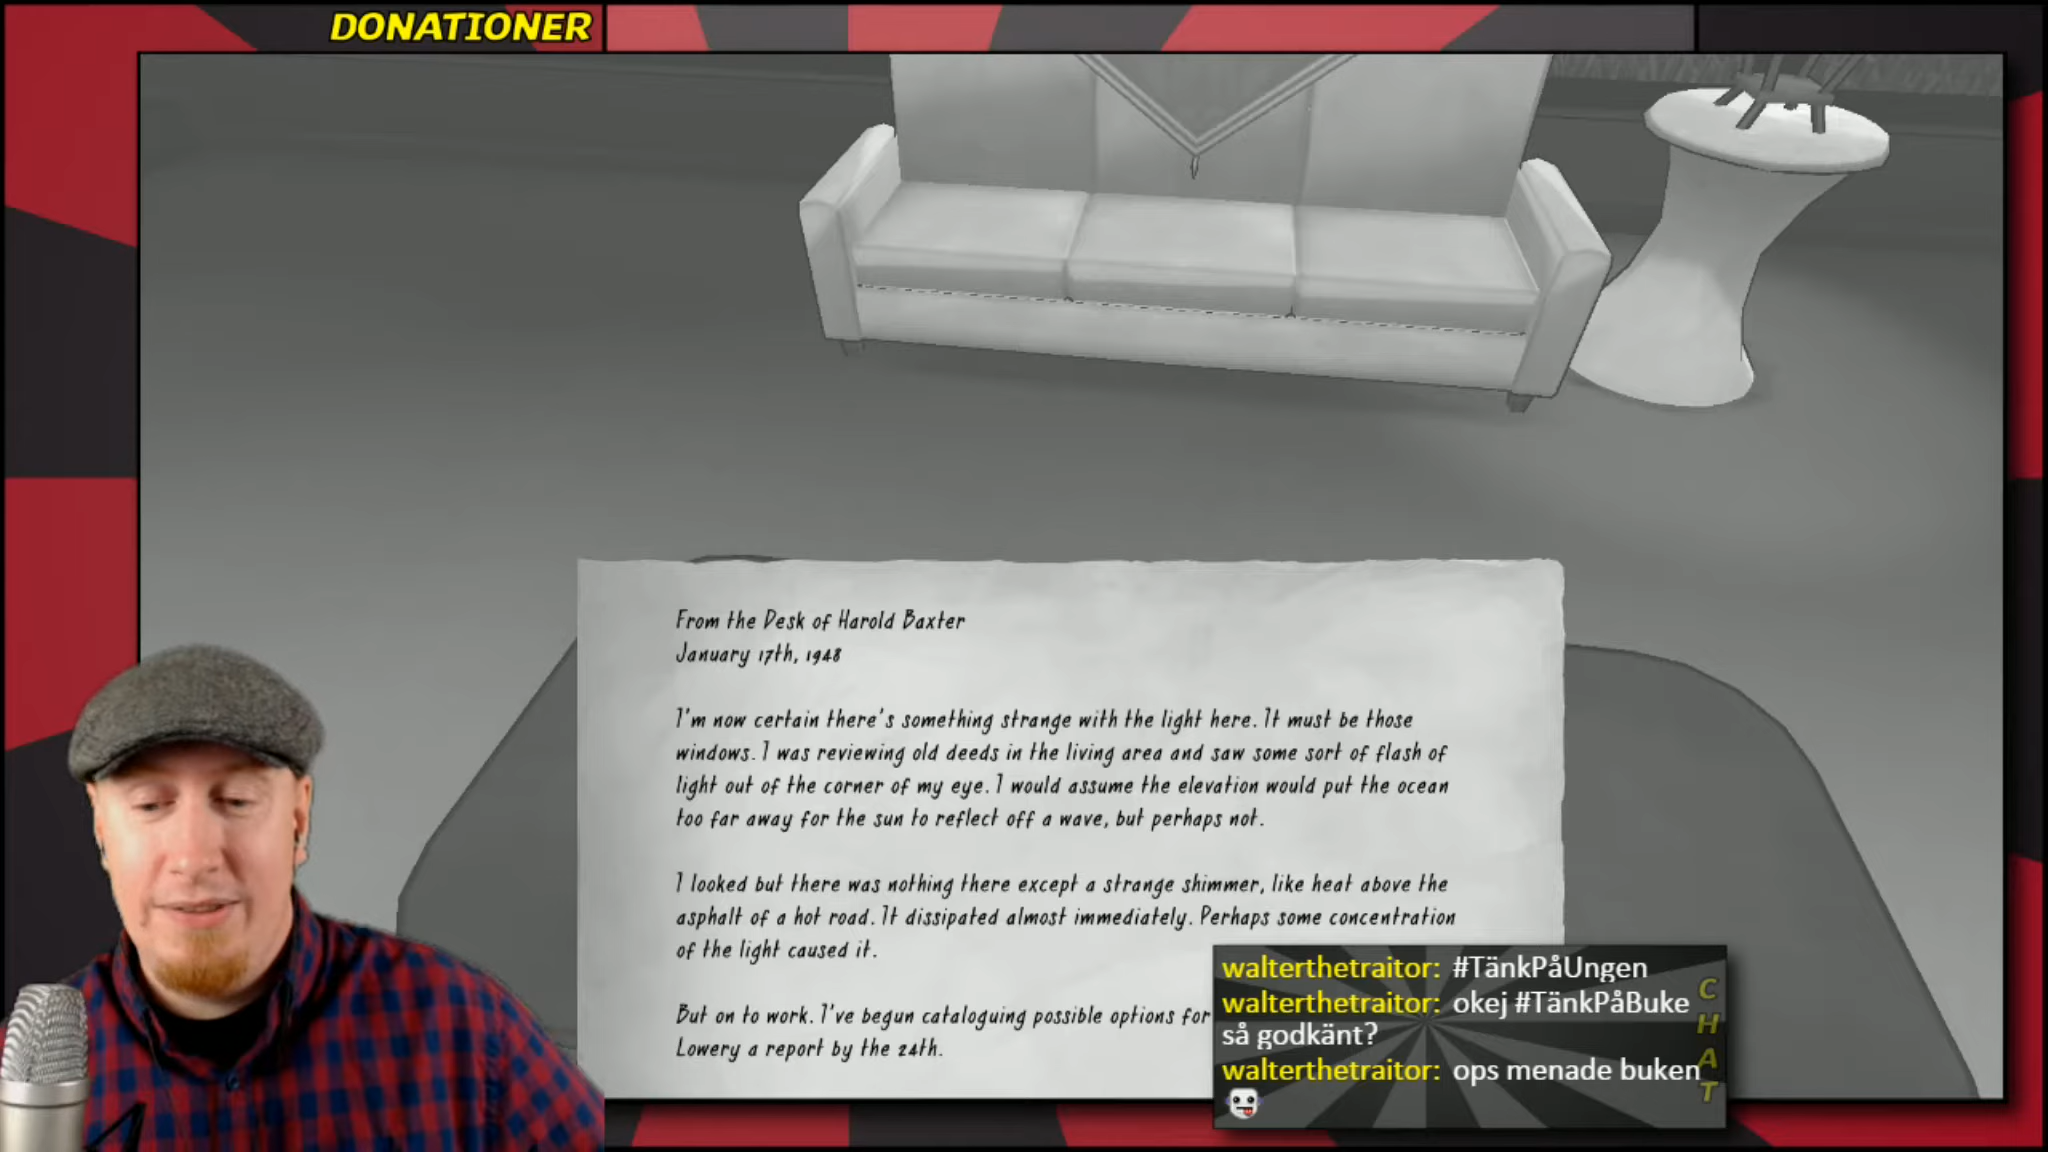 DONATIONER
From the Desk of Harold Baxter
January 17th, 1948
I'm now certain there's something strange with the light here. It must be those
windows. I was reviewing old deeds in the living area and saw some sort of flash of
light out of the corner of my eye. I would assume the elevation would put the ocean
too far away for the sun to reflect off a wave, but perhaps not.
I looked but there was nothing there except a strange shimmer, like heat above the
asphalt of a hot road. It dissipated almost immediately. Perhaps some concentration
of the light caused it.
But on to work. I've begun cataloguing possible options for
Lowery a report by the 24th.
walterthetraitor: #TänkPåUngen
walterthetraitor: okej #TänkPåBuke
så godkänt?
walterthetraitor: ops menade buken
CHAT